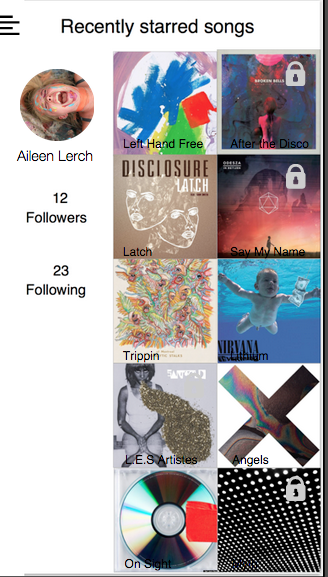 Recently starred songs
Aileen Lerch
12
Followers
23
Following
Left Hand Free
BROKEN BELLS
After the Disco
DISCLOSURE
LATCH
Latch
ODESZA
Say My Name
Trippin
NIRVANA
Lithium
L.E.S Artistes
Angels
On Sight